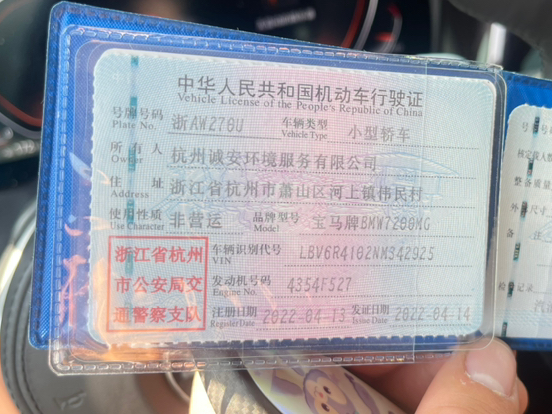 中华人民共和国机动车行驶证
Vehicle License of the People's Republic of China
号牌号码 浙AW270U 车辆类型 小型轿车
Plate No. Vehicle Type
所有人 杭州诚安环境服务有限公司
Owner
住址 浙江省杭州市萧山区河上镇伟民村
Address
使用性质 非营运 品牌型号 宝马牌BMW7200MG
Use Character Model
浙江省杭州
市公安局交
通警察支队
车辆识别代号 LBV6R4102NM342925
VIN
发动机号码 4354F527
Engine No.
注册日期 2022-04-13 发证日期 2022-04-14
Register Date Issue Date